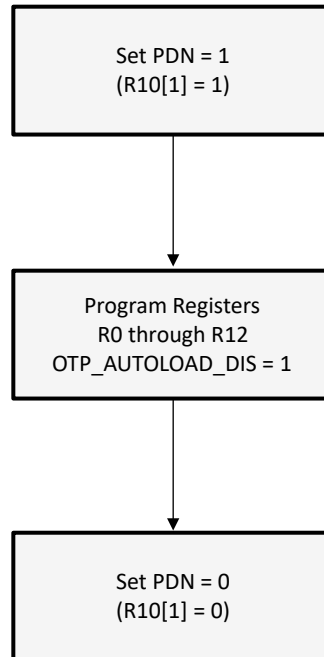 Set PDN = 1
(R10[1] = 1)
Program Registers
R0 through R12
OTP_AUTOLOAD_DIS = 1
Set PDN = 0
(R10[1] = 0)